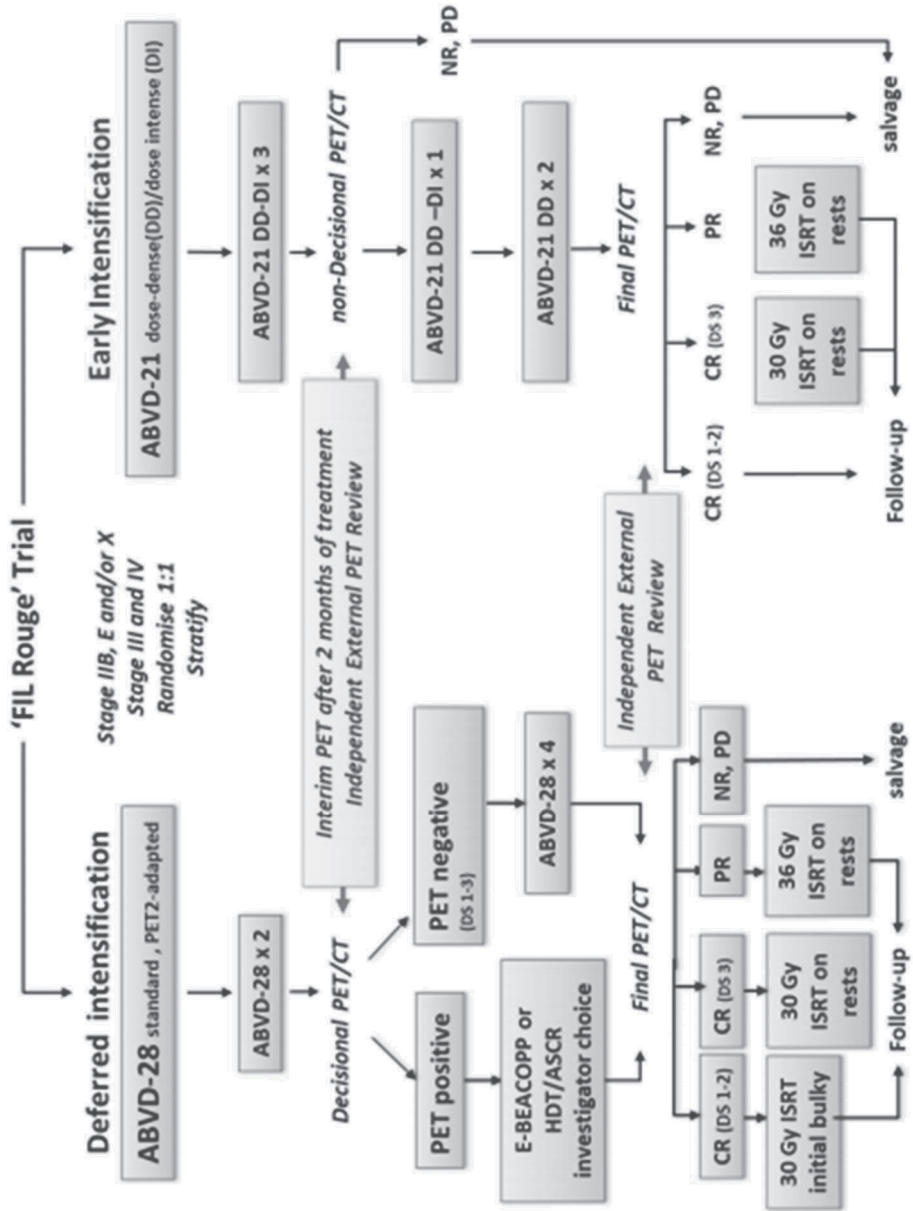 ‘FIL Rouge’ Trial
Stage IIB, E and/or X
Stage III and IV
Randomise 1:1
Stratify
Deferred intensification
ABVD-28 standard , PET2-adapted
ABVD-28 x 2
Decisional PET/CT
PET positive
PET negative
(DS 1-3)
E-BEACOPP or
HDT/ASCR
investigator choice
ABVD-28 x 4
Final PET/CT
CR (DS 1-2)
CR (DS 3)
PR
NR, PD
30 Gy ISRT
initial bulky
30 Gy
ISRT on
rests
36 Gy
ISRT on
rests
Follow-up
salvage
Interim PET after 2 months of treatment
Independent External PET Review
Independent External
PET Review
Early Intensification
ABVD-21 dose-dense(DD)/dose intense (DI)
ABVD-21 DD-DI x 3
non-Decisional PET/CT
NR, PD
ABVD-21 DD –DI x 1
ABVD-21 DD x 2
Final PET/CT
CR (DS 1-2)
CR (DS 3)
PR
NR, PD
30 Gy
ISRT on
rests
36 Gy
ISRT on
rests
Follow-up
salvage